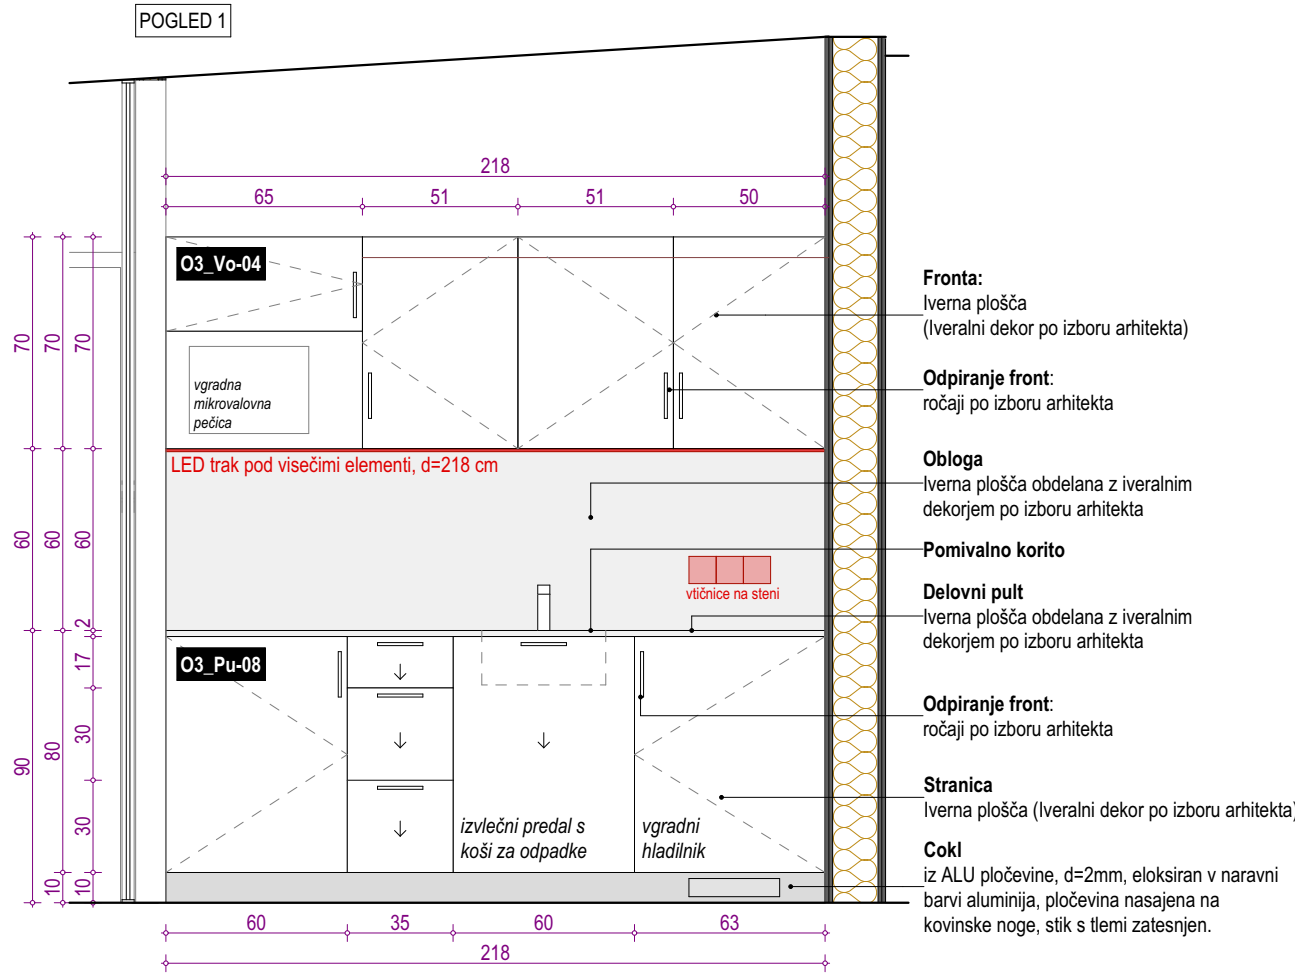 POGLED 1
218
65
51
51
50
O3_Vo-04
vgradna
mikrovalovna
pečica
LED trak pod visečimi elementi, d=218 cm
vtičnice na steni
O3_Pu-08
izvlečni predal s
koši za odpadke
vgradni
hladilnik
70
70
70
60
60
60
2
17
30
80
90
30
10
10
60
35
60
63
218
Fronta:
Iverna plošča
(Iveralni dekor po izboru arhitekta)
Odpiranje front:
ročaji po izboru arhitekta
Obloga
Iverna plošča obdelana z iveralnim
dekorjem po izboru arhitekta
Pomivalno korito
Delovni pult
Iverna plošča obdelana z iveralnim
dekorjem po izboru arhitekta
Odpiranje front:
ročaji po izboru arhitekta
Stranica
Iverna plošča (Iveralni dekor po izboru arhitekta)
Cokl
iz ALU pločevine, d=2mm, eloksiran v naravni
barvi aluminija, pločevina nasajena na
kovinske noge, stik s tlemi zatesnjen.